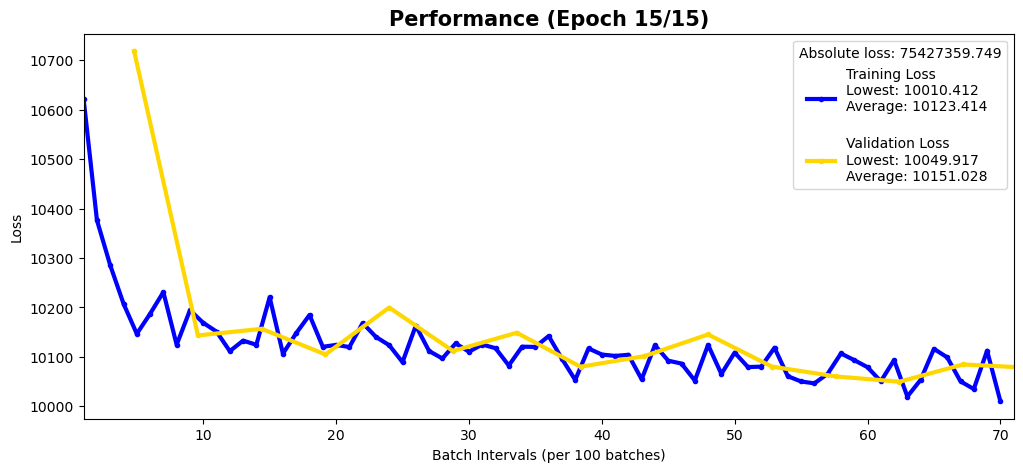 Performance (Epoch 15/15)
Absolute loss: 75427359.749
Training Loss
Lowest: 10010.412
Average: 10123.414
Validation Loss
Lowest: 10049.917
Average: 10151.028
Loss
10700
10600
10500
10400
10300
10200
10100
10000
10 20 30 40 50 60 70
Batch Intervals (per 100 batches)